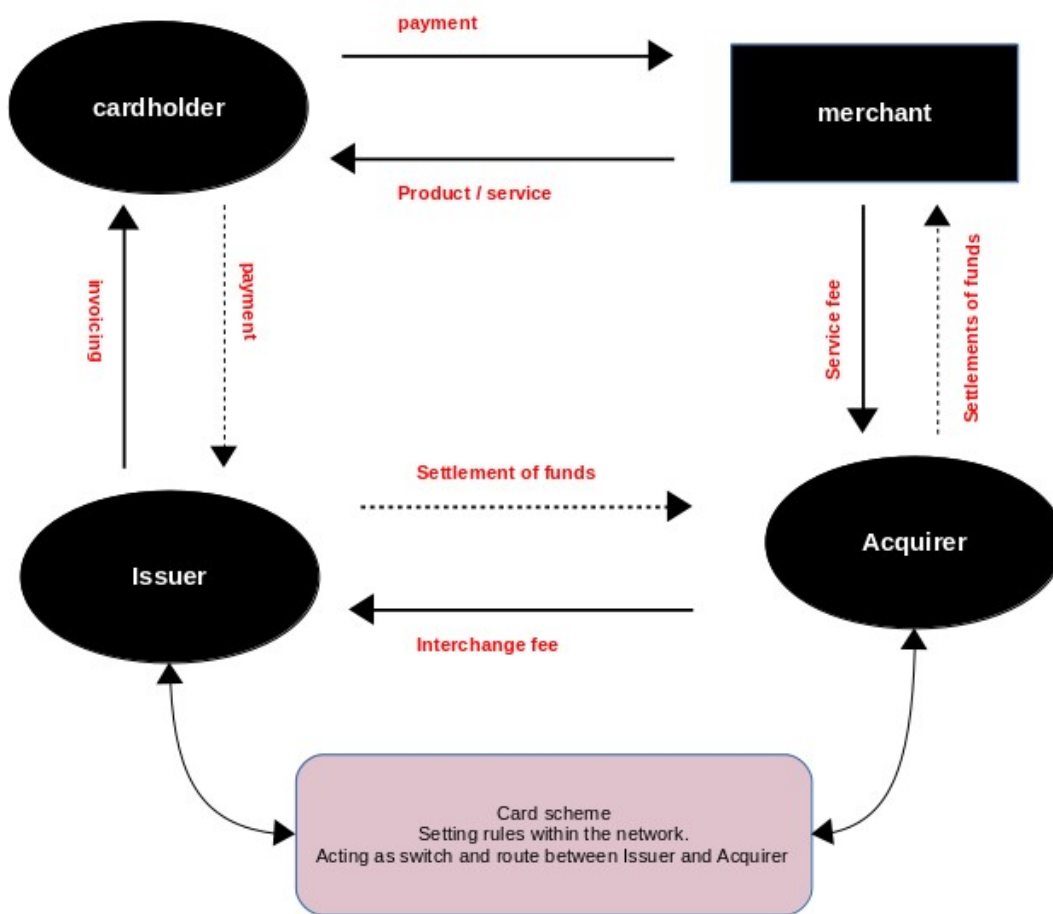 payment
cardholder
merchant
Product / service
invoicing
payment
Service fee
Settlements of funds
Settlement of funds
Issuer
Acquirer
Interchange fee
Card scheme
Setting rules within the network.
Acting as switch and route between Issuer and Acquirer